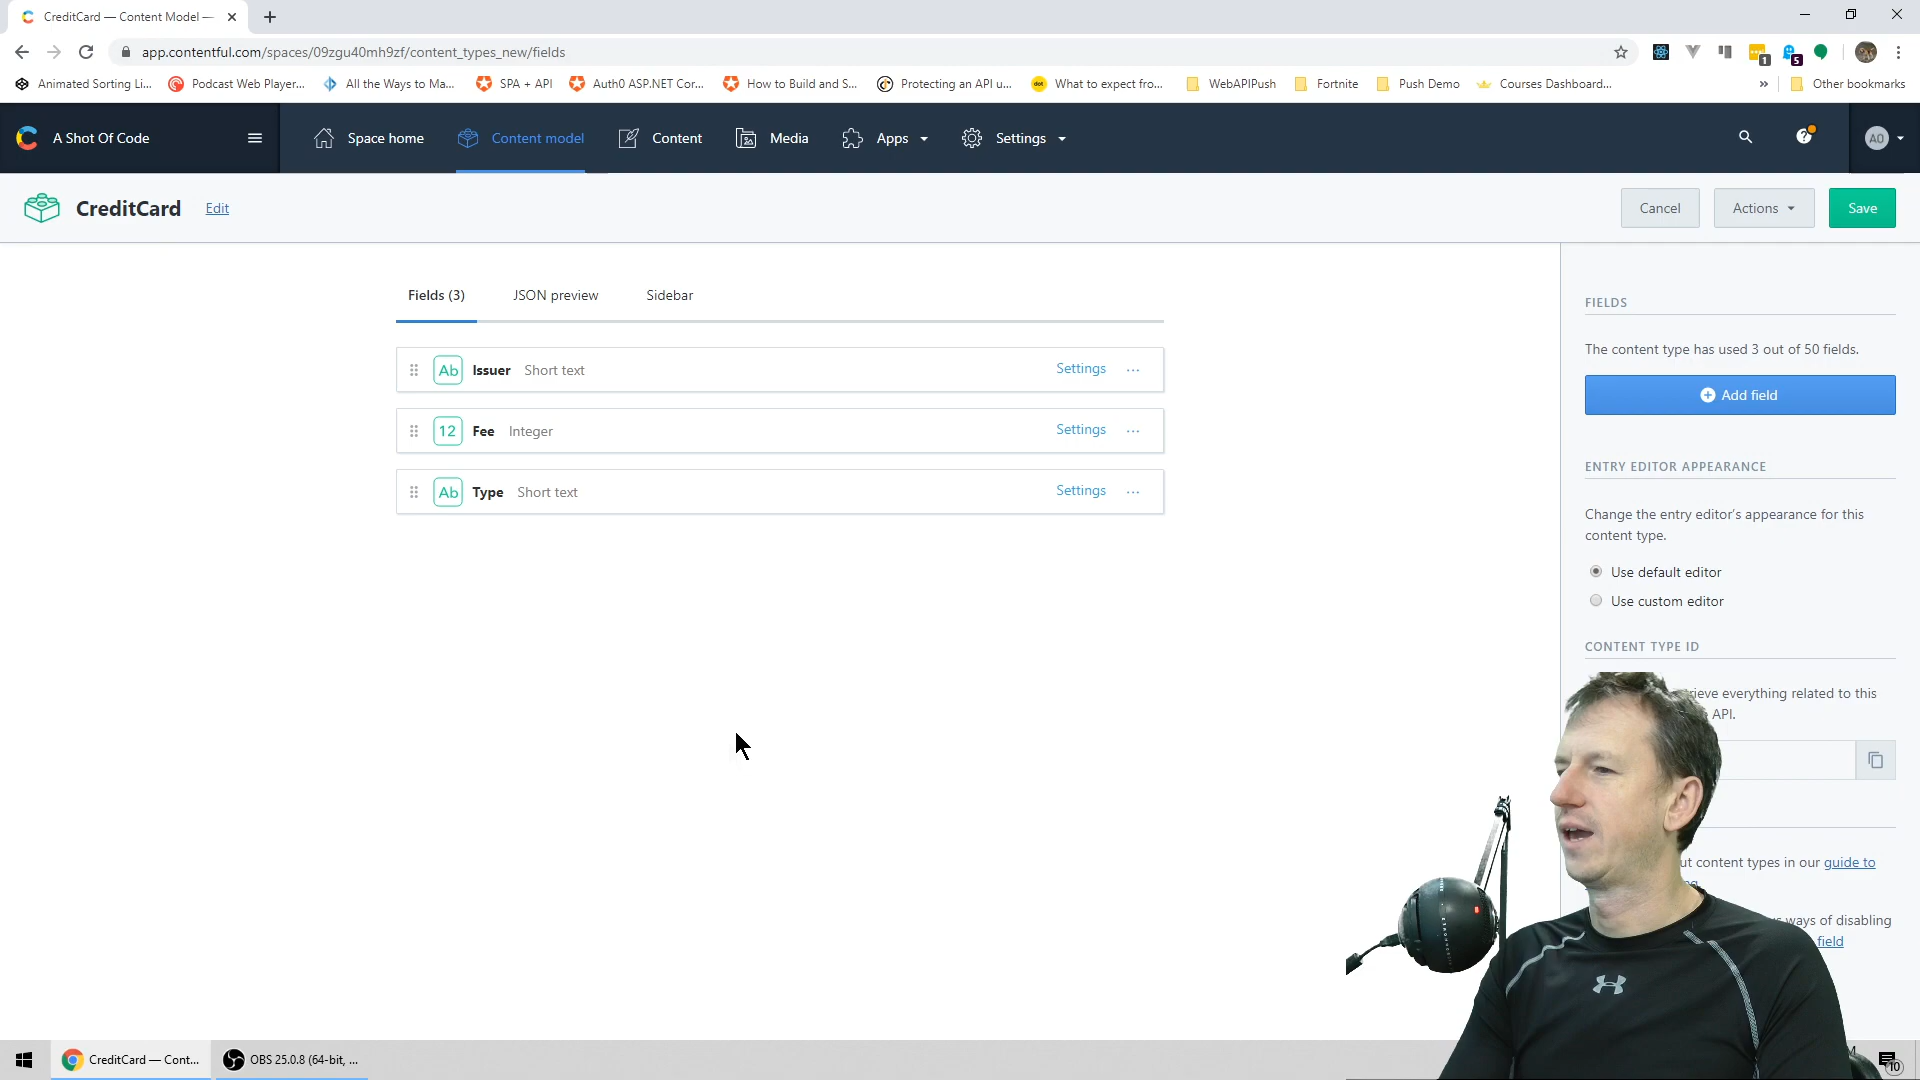 CreditCard — Content Model —
app.contentful.com/spaces/09zgu40mh9zf/content_types_new/fields
1
5
Animated Sorting Li...
Podcast Web Player...
All the Ways to Ma...
SPA + API
Auth0 ASP.NET Cor...
How to Build and S...
Protecting an API u...
dot
What to expect fro...
WebAPIPush
Fortnite
Push Demo
Courses Dashboard...
»
Other bookmarks
A Shot Of Code
Space home
Content model
Content
Media
Apps
Settings
?
AO
CreditCard
Edit
Cancel
Actions
Save
Fields (3)
JSON preview
Sidebar
Ab Issuer Short text
Settings ...
12 Fee Integer
Settings ...
Ab Type Short text
Settings ...
FIELDS
The content type has used 3 out of 50 fields.
Add field
ENTRY EDITOR APPEARANCE
Change the entry editor's appearance for this
content type.
Use default editor
Use custom editor
CONTENT TYPE ID
everything related to this
API.
content types in our guide to
ways of disabling
field
CreditCard — Cont...
OBS 25.0.8 (64-bit, ...
10